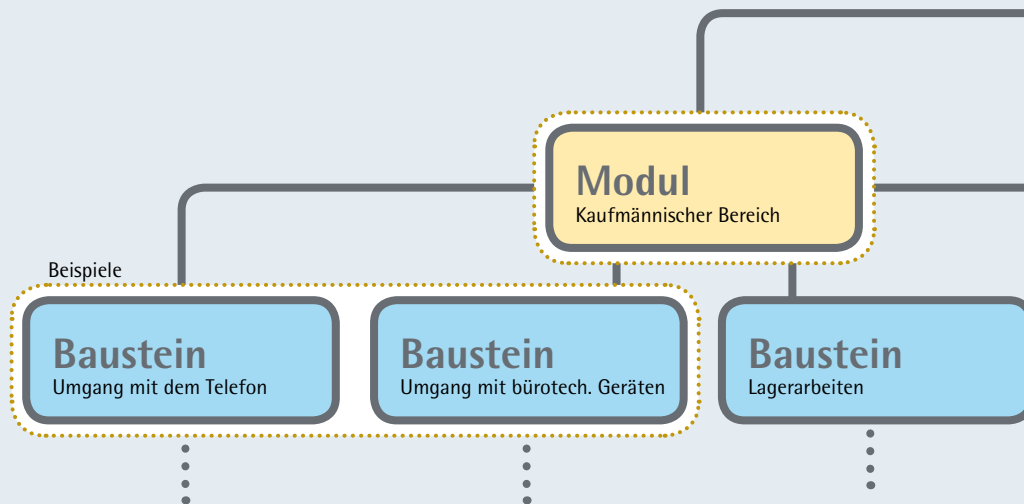 Modul
Kaufmännischer Bereich
Beispiele
Baustein
Umgang mit dem Telefon
Baustein
Umgang mit bürotech. Geräten
Baustein
Lagerarbeiten